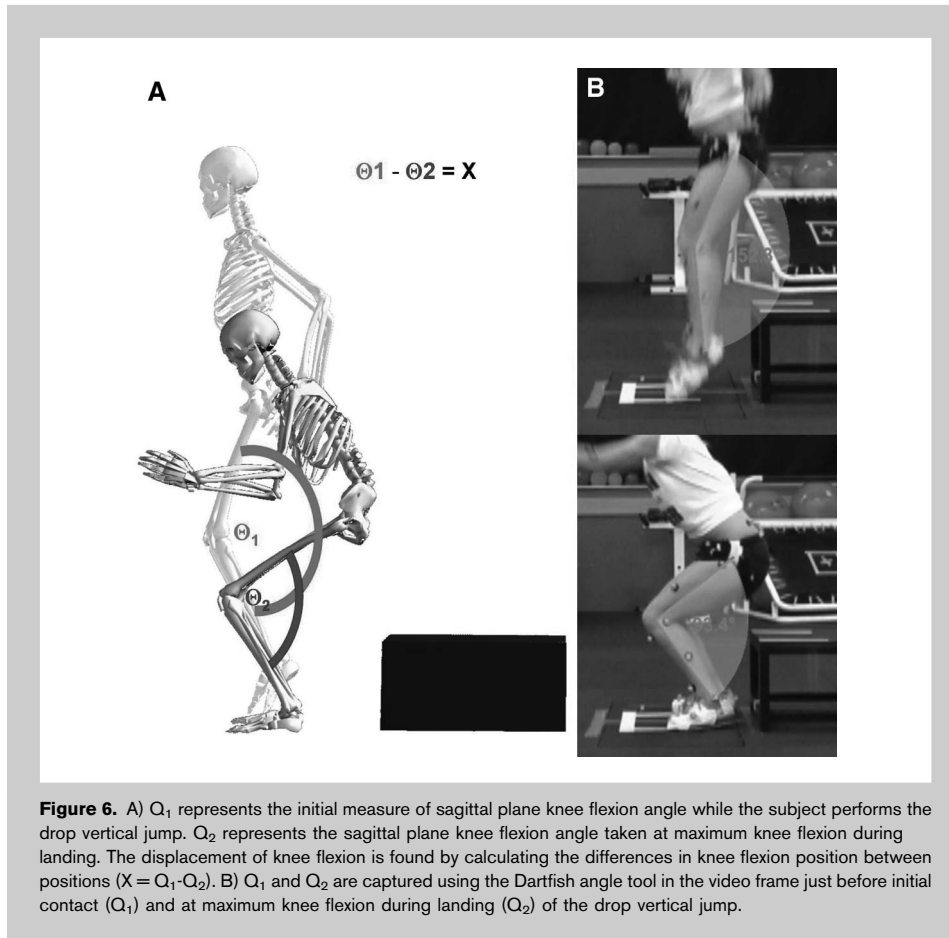 A
Θ1 - Θ2 = X
Θ1
Θ2
B
152.8
Figure 6. A) Q1 represents the initial measure of sagittal plane knee flexion angle while the subject performs the
drop vertical jump. Q2 represents the sagittal plane knee flexion angle taken at maximum knee flexion during
landing. The displacement of knee flexion is found by calculating the differences in knee flexion position between
positions (X = Q1-Q2). B) Q1 and Q2 are captured using the Dartfish angle tool in the video frame just before initial
contact (Q1) and at maximum knee flexion during landing (Q2) of the drop vertical jump.